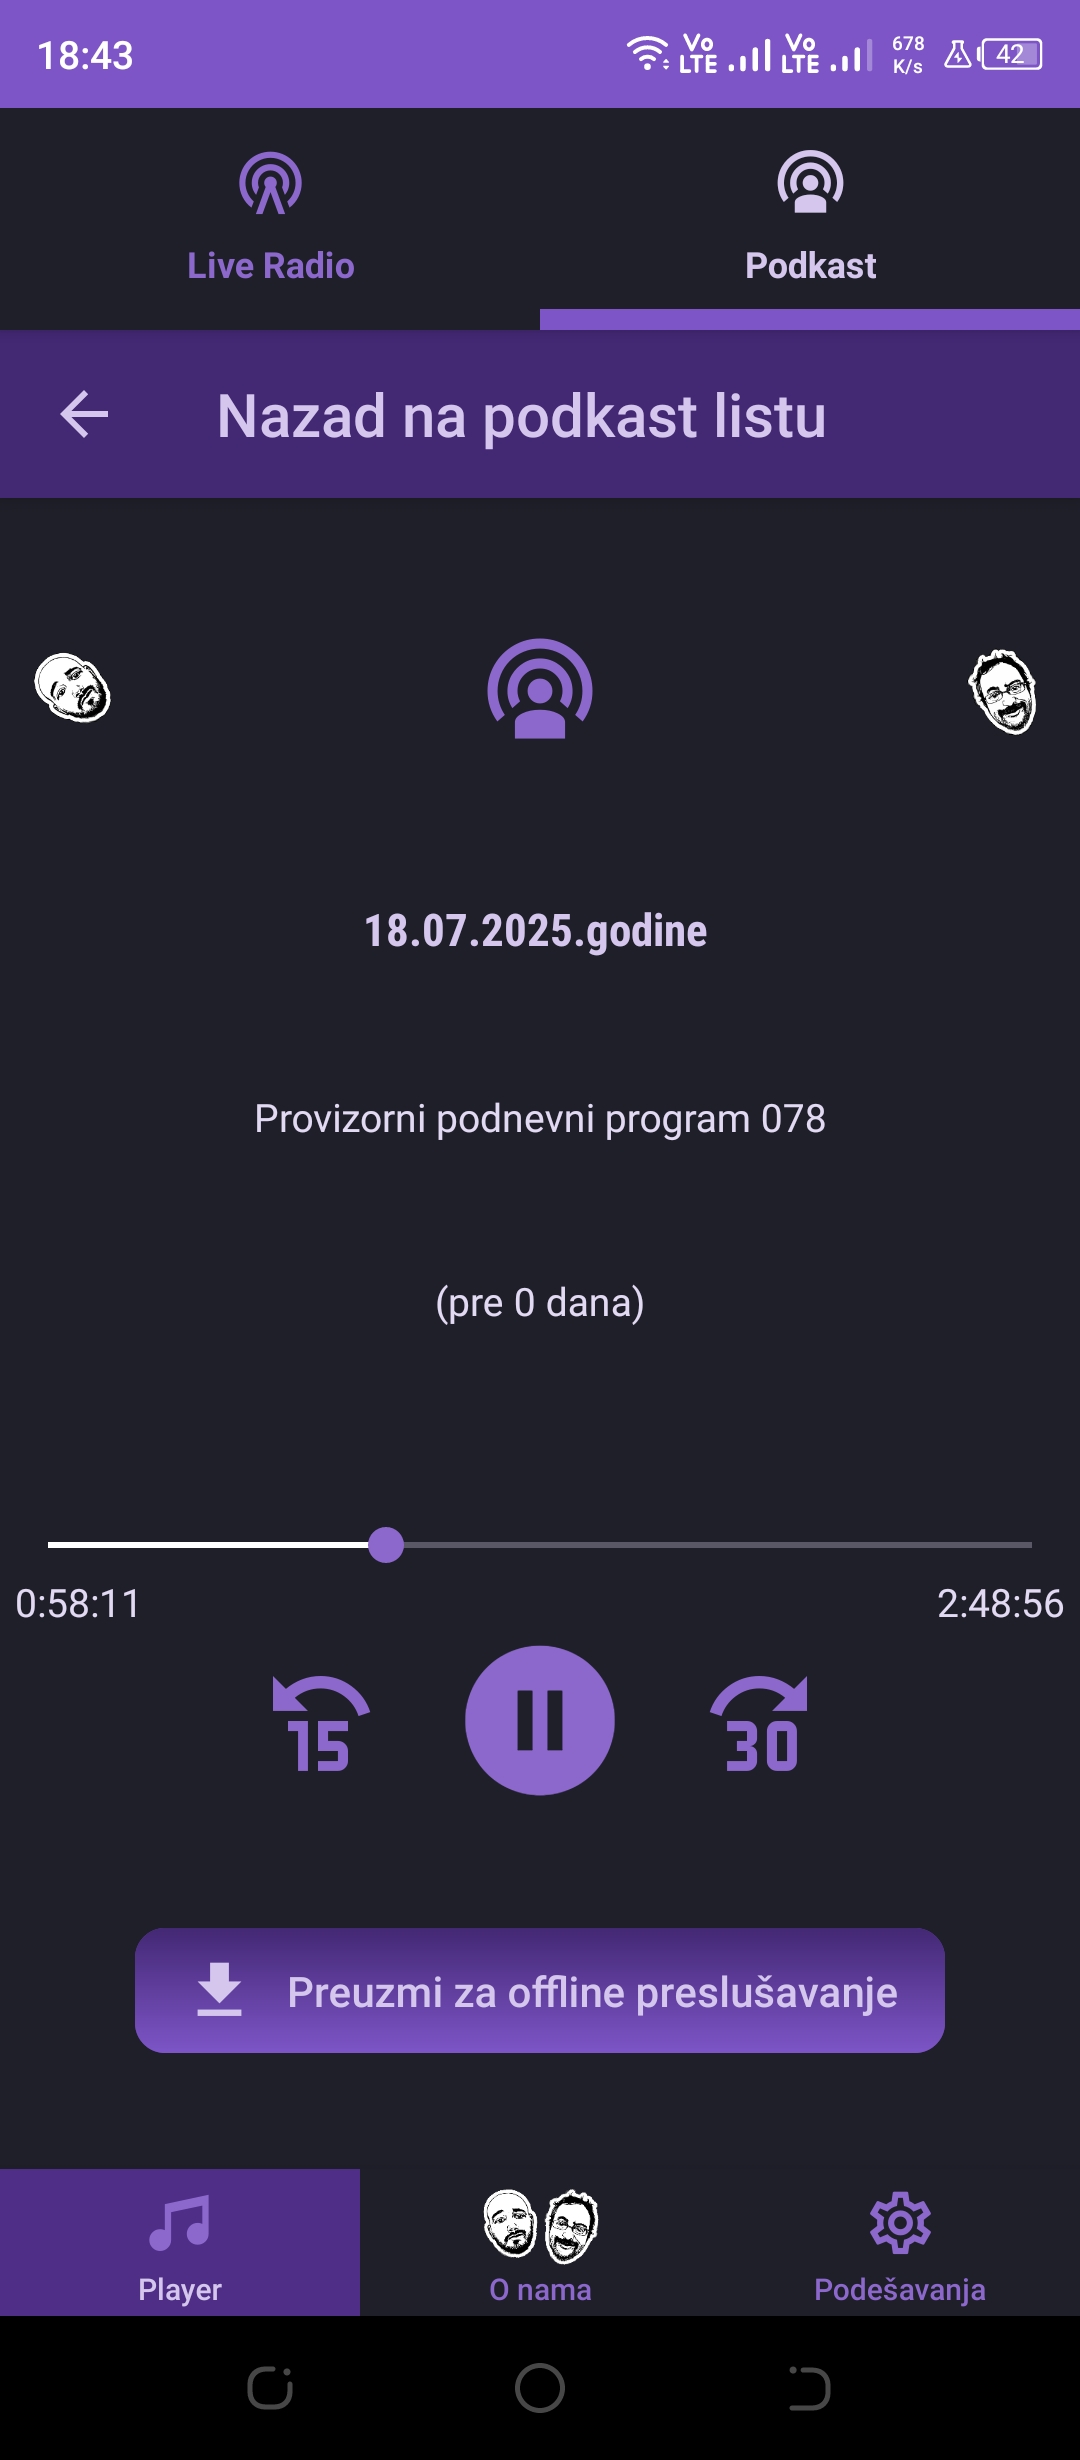 18:43
Vo LTE Vo LTE 678 K/s 42
Live Radio
Podkast
Nazad na podkast listu
18.07.2025.godine
Provizorni podnevni program 078
(pre 0 dana)
0:58:11
2:48:56
15
30
Preuzmi za offline preslušavanje
Player
O nama
Podešavanja